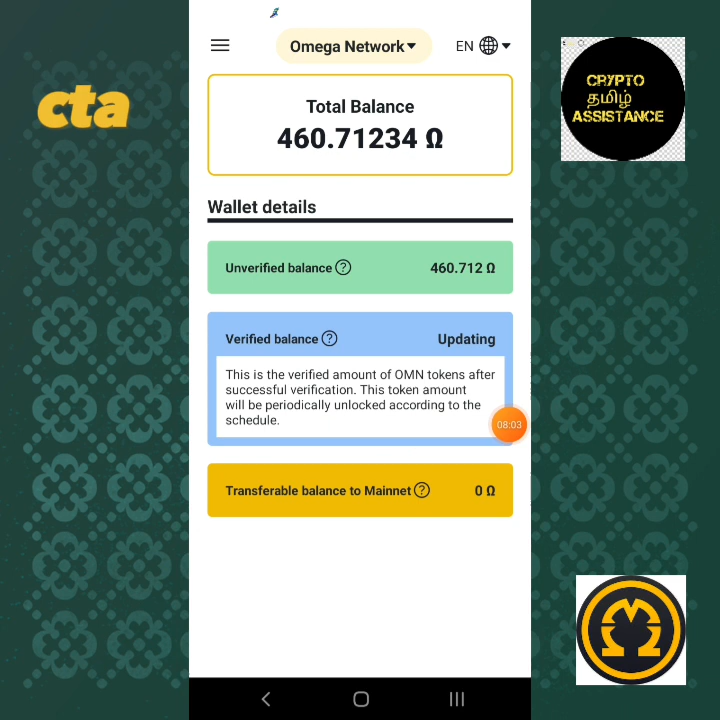 cta
Omega Network
EN
CRYPTO
தமிழ்
ASSISTANCE
Total Balance
460.71234 Ω
Wallet details
Unverified balance ?
460.712 Ω
Verified balance ?
Updating
This is the verified amount of OMN tokens after
successful verification. This token amount
will be periodically unlocked according to the
schedule.
08:03
Transferable balance to Mainnet ?
0 Ω